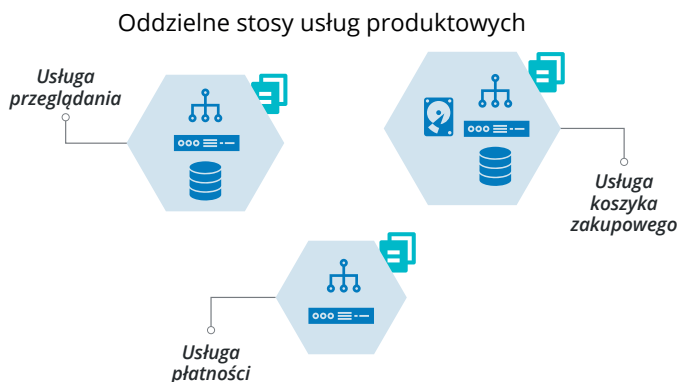 Oddzielne stosy usług produktowych
Usługa
przeglądania
Usługa
koszyka
zakupowego
Usługa
płatności